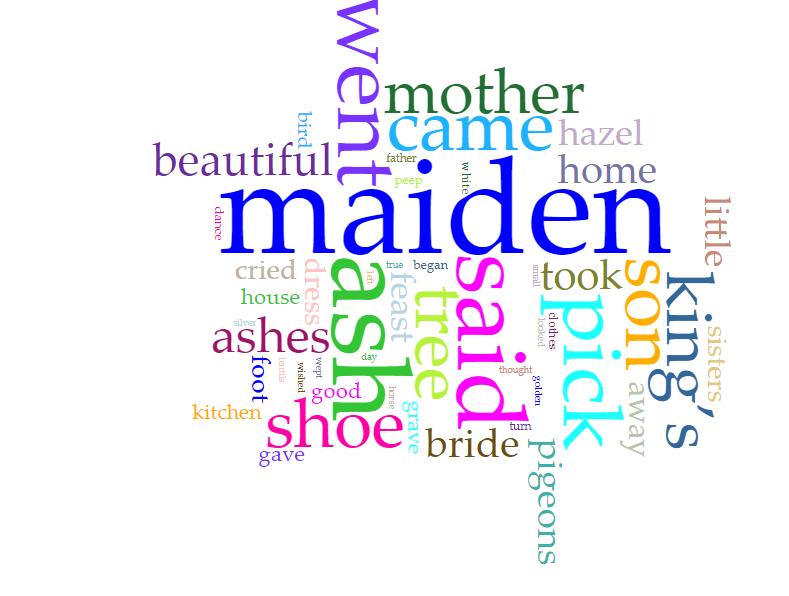 went
mother
came
hazel
bird
beautiful
father
home
peep
white
maiden
dance
little
cried
dress
ash
left
true
began
feast
tree
said
small
took
son
king's
house
pick
looked
clothes
silver
ashes
sisters
foot
lentils
wished
wept
day
thought
good
horse
golden
away
kitchen
shoe
grave
turn
bride
gave
pigeons